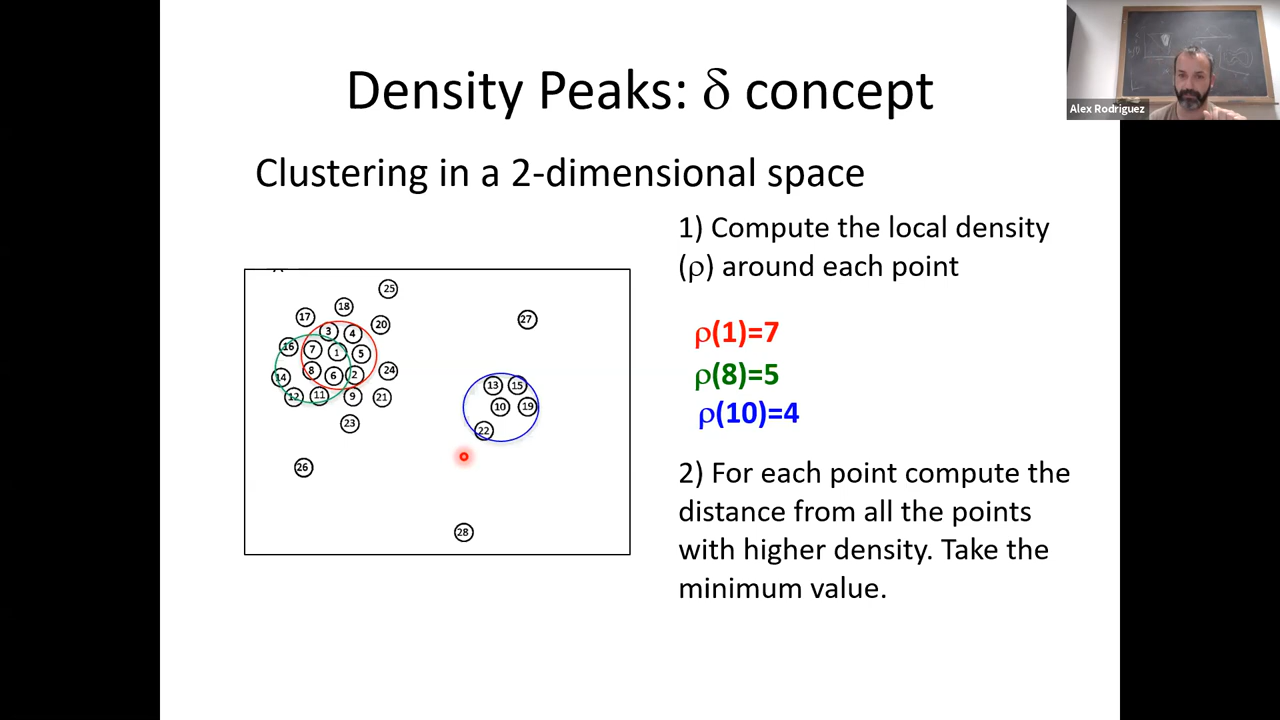 Density Peaks: δ concept
Alex Rodriguez
Clustering in a 2-dimensional space
1) Compute the local density
(ρ) around each point
ρ(1)=7
ρ(8)=5
ρ(10)=4
2) For each point compute the
distance from all the points
with higher density. Take the
minimum value.
25
18
17
27
20
3
4
16
7
1
5
8
24
6
2
14
13
15
12
11
9
21
10
19
23
22
26
28